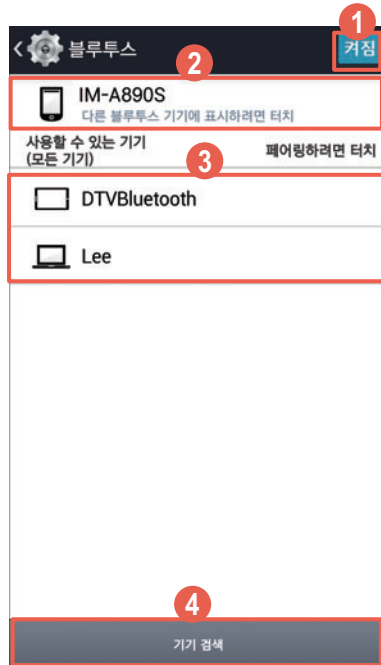 1
블루투스
켜짐
2
IM-A890S
다른 블루투스 기기에 표시하려면 터치
사용할 수 있는 기기
(모든 기기)
3
페어링하려면 터치
DTVBluetooth
Lee
4
기기 검색